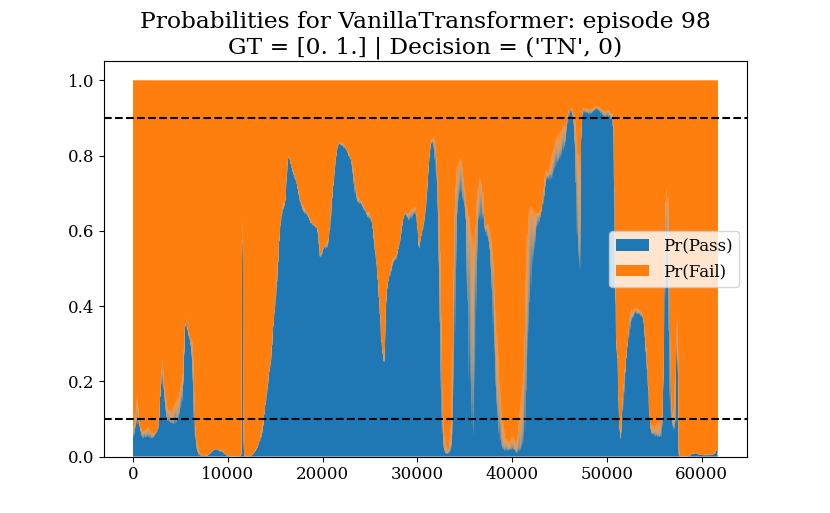 Probabilities for VanillaTransformer: episode 98
GT = [0. 1.] | Decision = ('TN', 0)
1.0
0.8
0.6
0.4
0.2
0.0
Pr(Pass)
Pr(Fail)
0 10000 20000 30000 40000 50000 60000